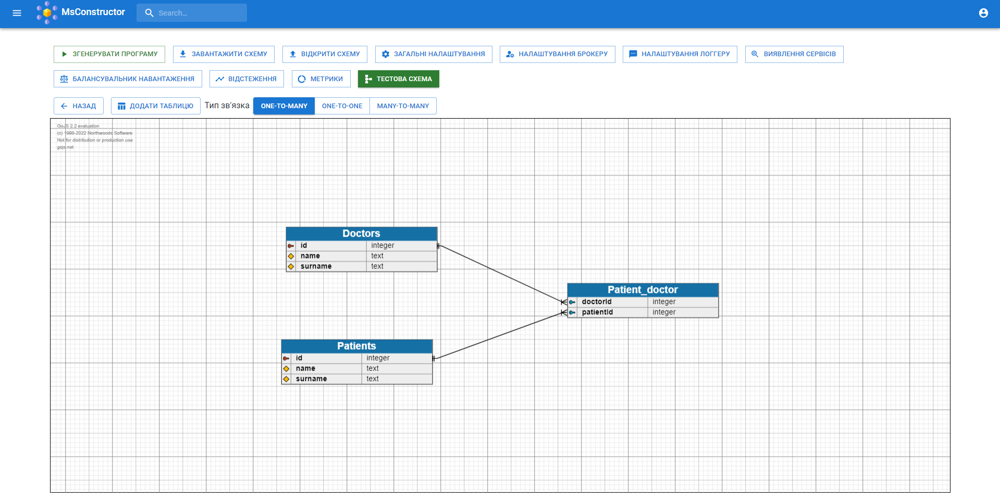 MsConstructor
Search...
ЗГЕНЕРУВАТИ ПРОГРАМУ
ЗАВАНТАЖИТИ СХЕМУ
ВІДКРИТИ СХЕМУ
ЗАГАЛЬНІ НАЛАШТУВАННЯ
НАЛАШТУВАННЯ БРОКЕРУ
НАЛАШТУВАННЯ ЛОГГЕРУ
ВИЯВЛЕННЯ СЕРВІСІВ
БАЛАНСУВАЛЬНИК НАВАНТАЖЕННЯ
ВІДСТЕЖЕННЯ
МЕТРИКИ
ТЕСТОВА СХЕМА
НАЗАД
ДОДАТИ ТАБЛИЦЮ
Тип зв'язка
ONE-TO-MANY
ONE-TO-ONE
MANY-TO-MANY
GoJS 2.2 evaluation
(c) 1998-2022 Northwoods Software
Not for distribution or production use
gojs.net
Doctors
id integer
name text
surname text
Patient_doctor
doctorId integer
patientId integer
Patients
id integer
name text
surname text